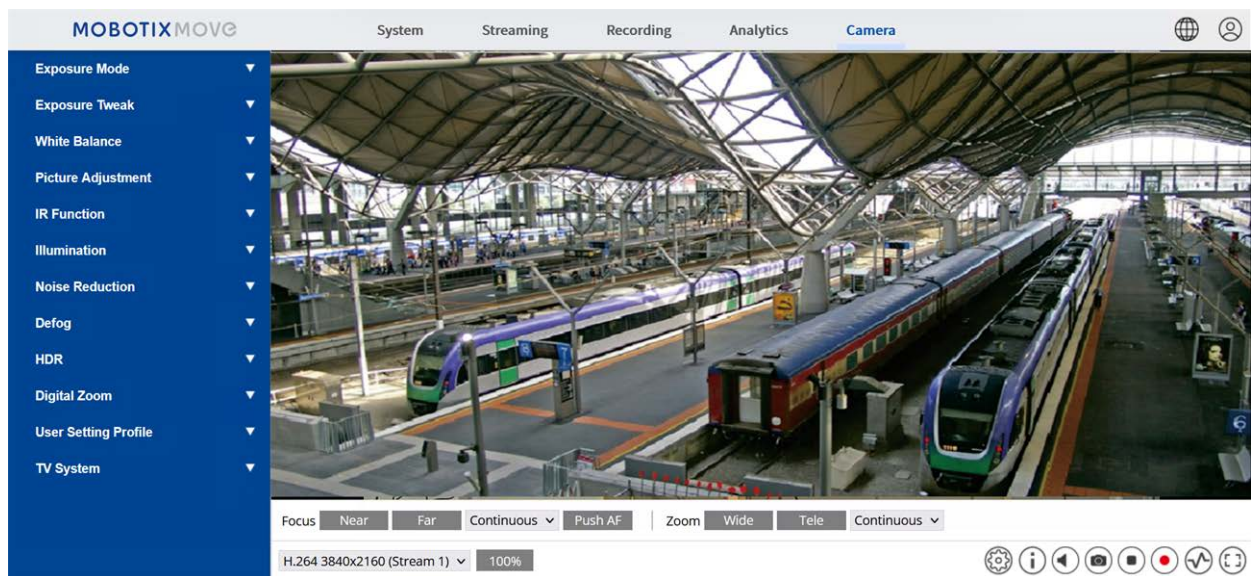 MOBOTIX MOVE
System Streaming Recording Analytics Camera
Exposure Mode
Exposure Tweak
White Balance
Picture Adjustment
IR Function
Illumination
Noise Reduction
Defog
HDR
Digital Zoom
User Setting Profile
TV System
6
Focus Near Far Continuous Push AF Zoom Wide Tele Continuous
H.264 3840x2160 (Stream 1) 100%